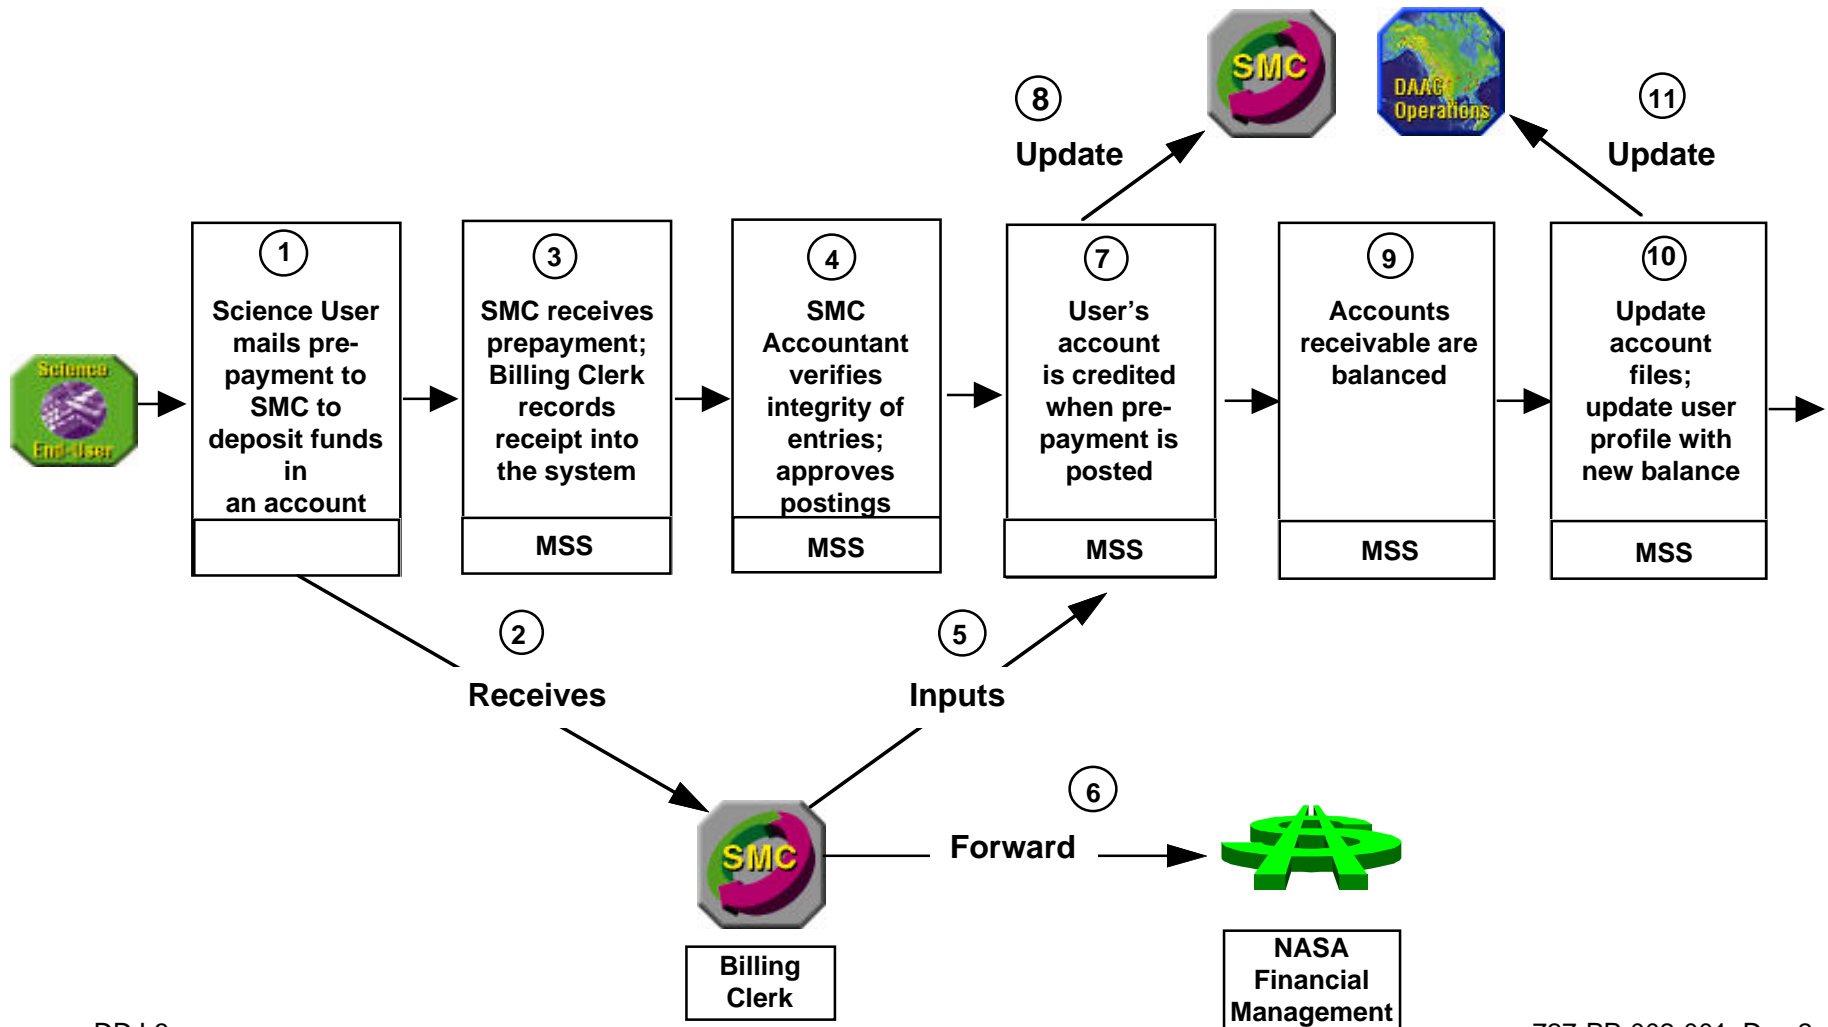 SMC
DAAC
Operations
8
Update
11
Update
1
Science User
mails pre-
payment to
SMC to
deposit funds
in
an account
3
SMC receives
prepayment;
Billing Clerk
records
receipt into
the system
MSS
4
SMC
Accountant
verifies
integrity of
entries;
approves
postings
MSS
7
User's
account
is credited
when pre-
payment is
posted
MSS
9
Accounts
receivable are
balanced
MSS
10
Update
account
files;
update user
profile with
new balance
MSS
Science
End-User
2
Receives
5
Inputs
6
Forward
SMC
Billing
Clerk
NASA
Financial
Management